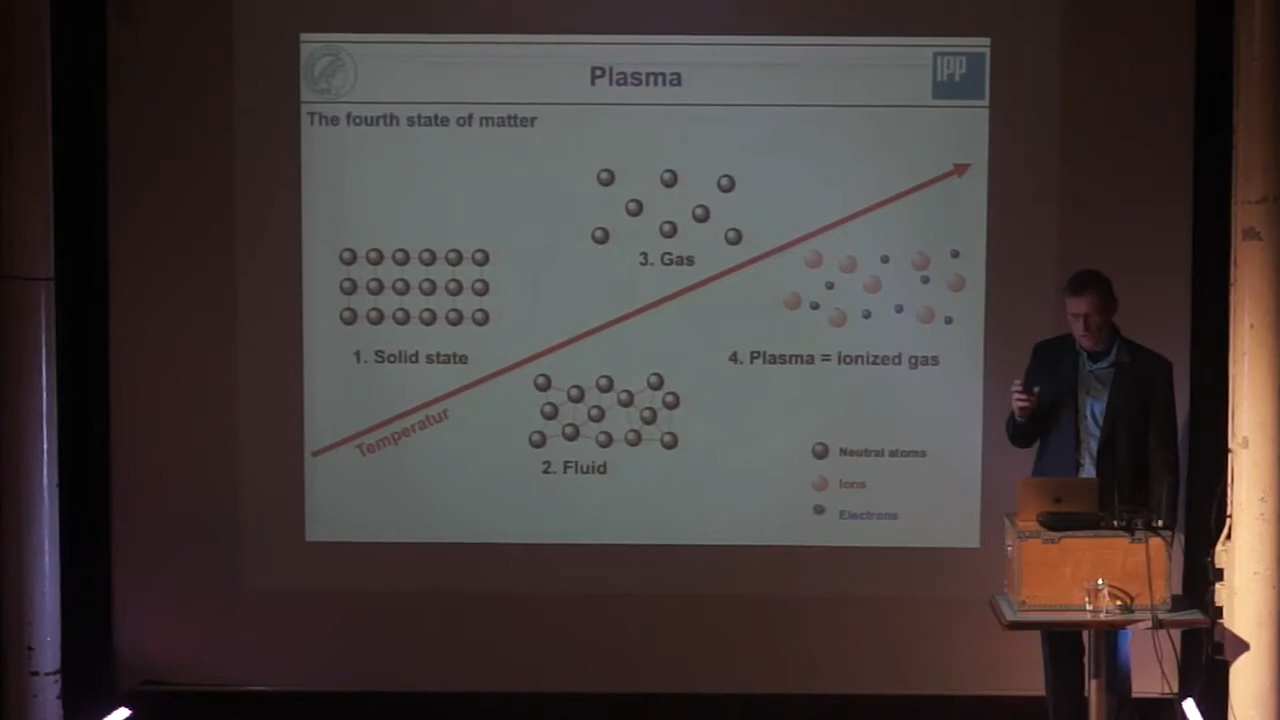 Plasma
IPP
The fourth state of matter
3. Gas
1. Solid state
4. Plasma = Ionized gas
Temperatur
2. Fluid
Neutral atoms
Ions
Electrons